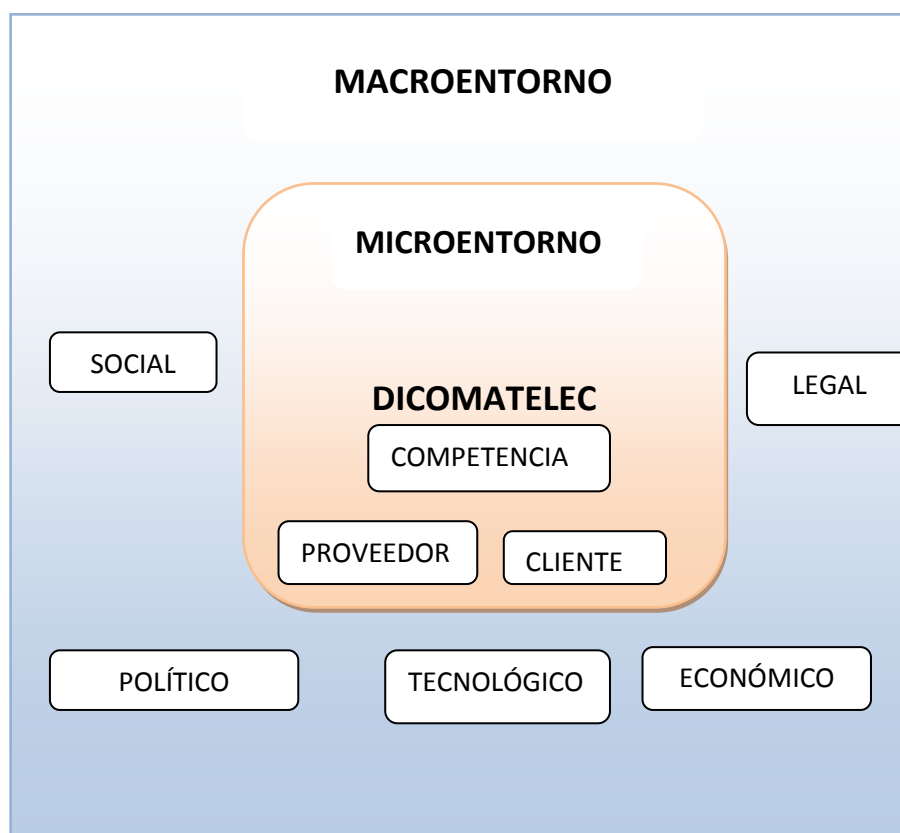 MACROENTORNO
MICROENTORNO
SOCIAL
LEGAL
DICOMATELEC
COMPETENCIA
PROVEEDOR
CLIENTE
POLÍTICO
TECNOLÓGICO
ECONÓMICO